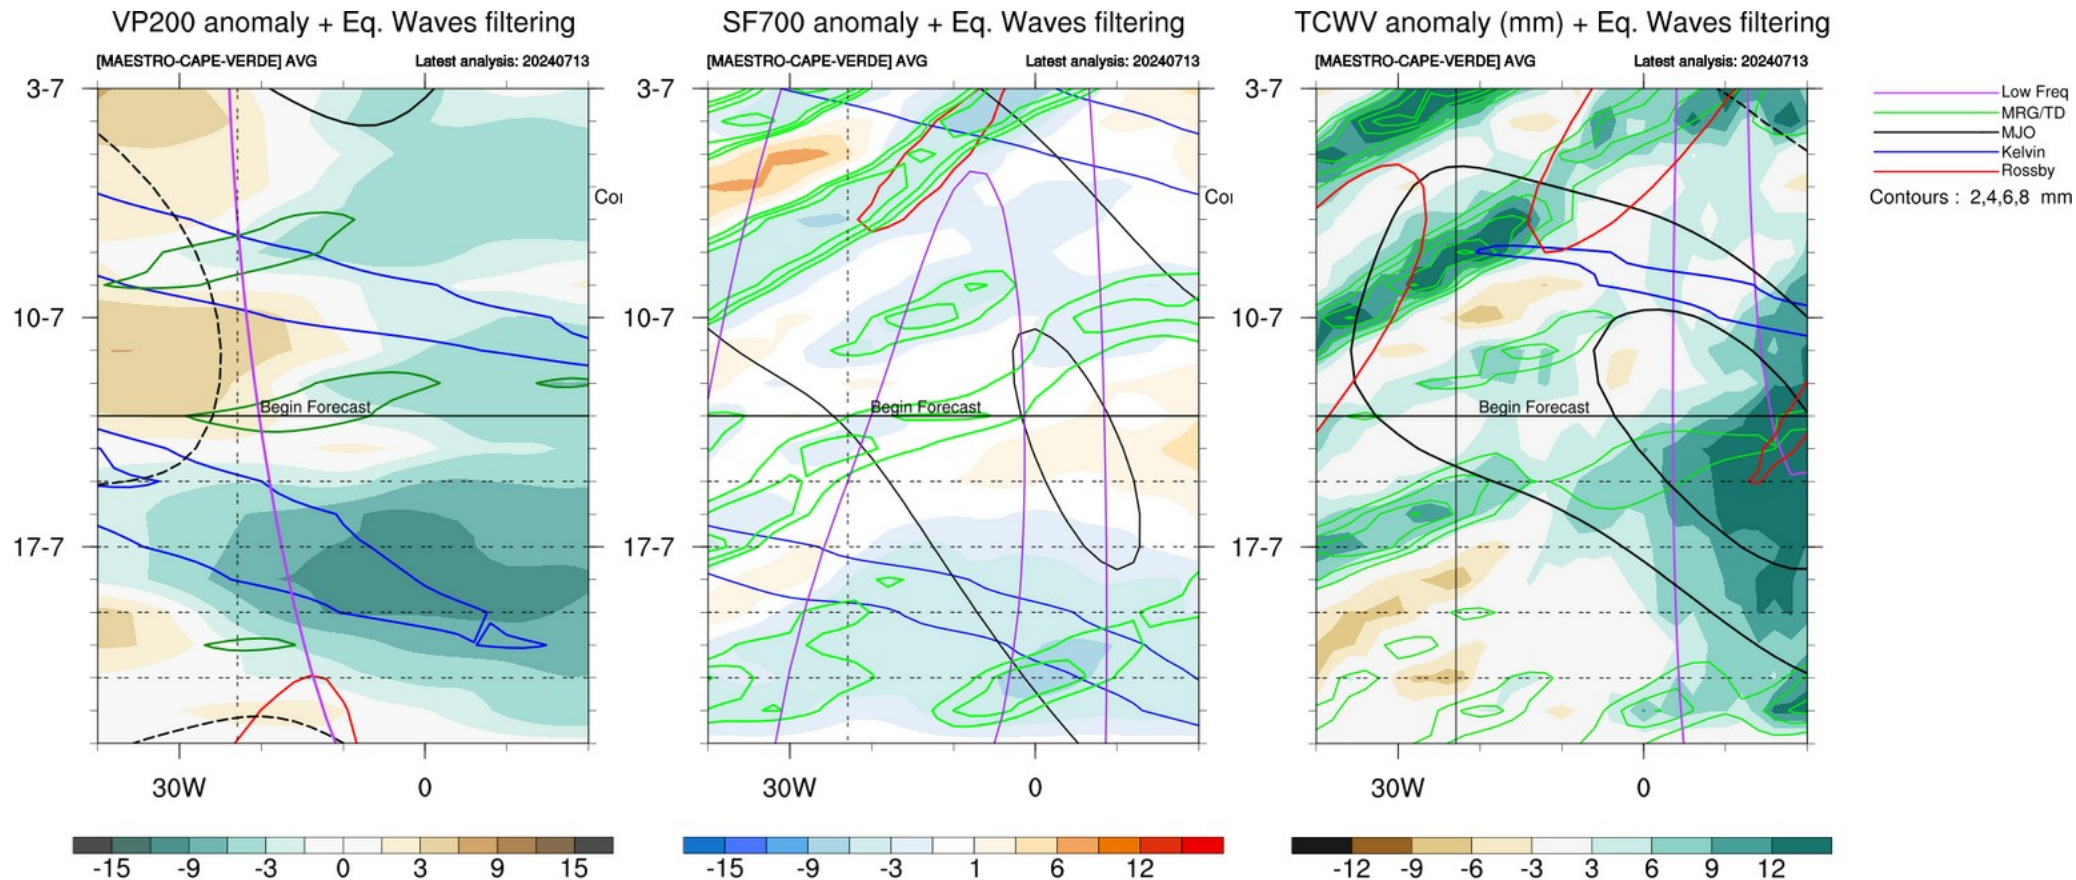 VP200 anomaly + Eq. Waves filtering
[MAESTRO-CAPE-VERDE] AVG Latest analysis: 20240713
3-7
10-7
17-7
Begin Forecast
30W 0
-15 -9 -3 0 3 9 15
Coi
SF700 anomaly + Eq. Waves filtering
[MAESTRO-CAPE-VERDE] AVG Latest analysis: 20240713
3-7
10-7
17-7
Begin Forecast
30W 0
-15 -9 -3 1 6 12
Coi
TCWV anomaly (mm) + Eq. Waves filtering
[MAESTRO-CAPE-VERDE] AVG Latest analysis: 20240713
3-7
10-7
17-7
Begin Forecast
30W 0
-12 -9 -6 -3 3 6 9 12
Low Freq
MRG/TD
MJO
Kelvin
Rossby
Contours : 2,4,6,8 mm